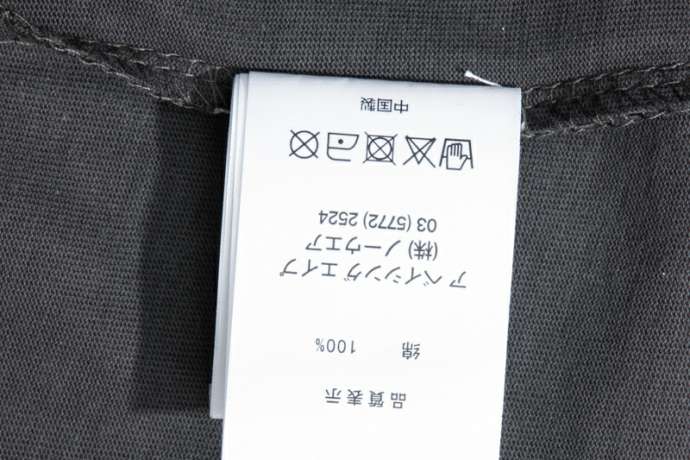 品質表示
綿 100%
アベイシングエイプ
(株) ノーウエア
03 (5772) 2524
中国製